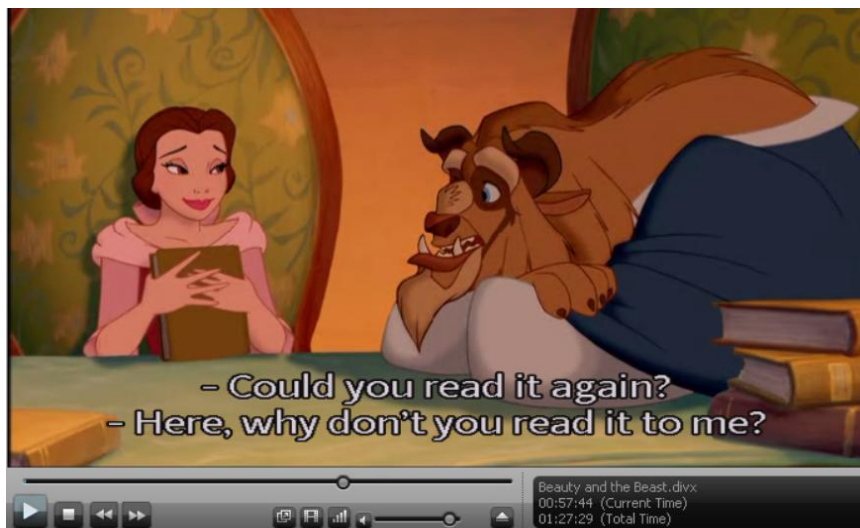 - Could you read it again?
- Here, why don't you read it to me?
Beauty and the Beast.divx
00:57:44 (Current Time)
01:27:29 (Total Time)